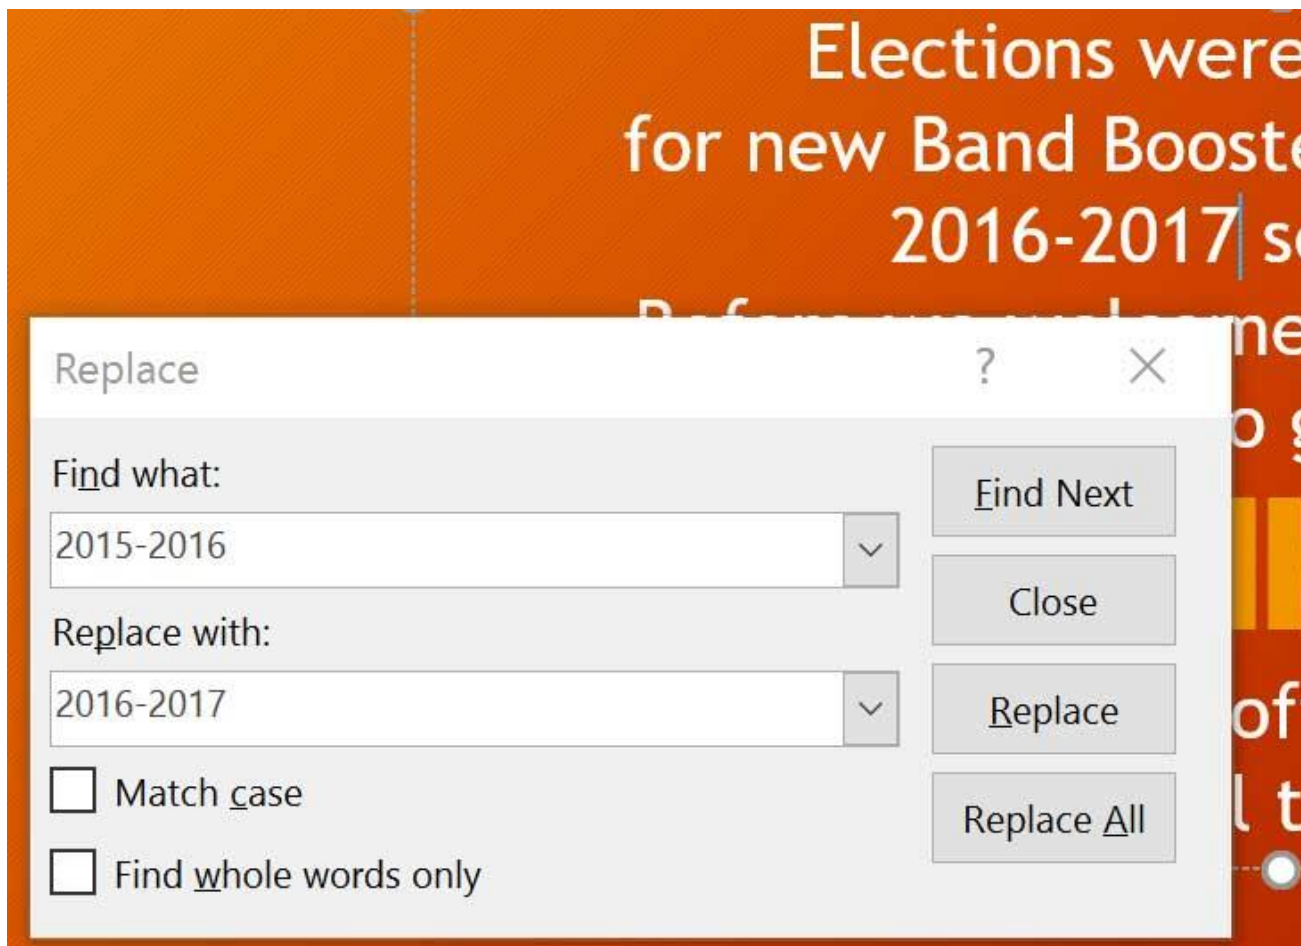 Elections were
for new Band Booste
2016-2017 s
Replace ?
Find what:
2015-2016
Find Next
Close
Replace with:
2016-2017
Replace
Match case
Replace All
Find whole words only
of